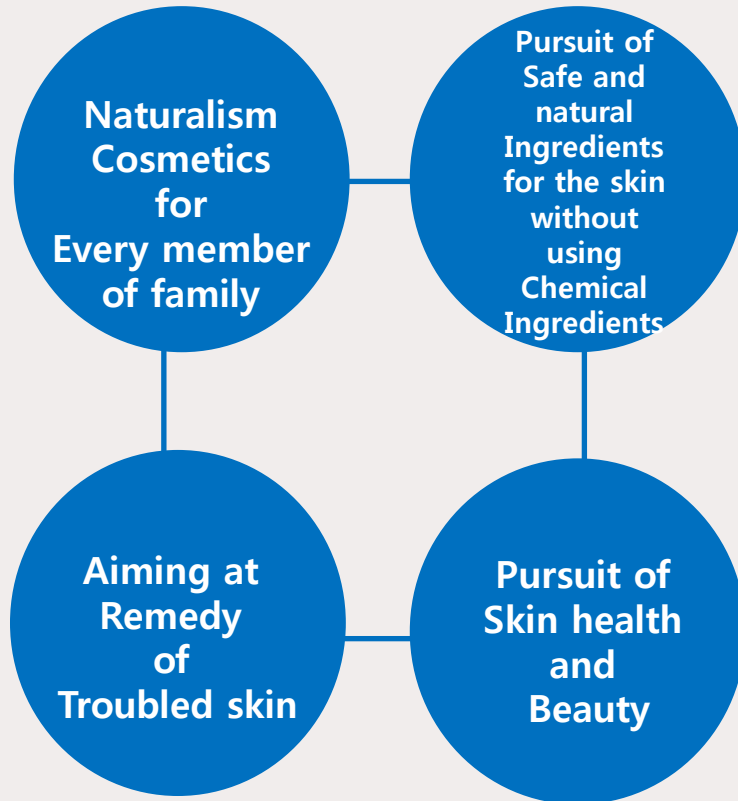 Naturalism
Cosmetics
for
Every member
of family
Pursuit of
Safe and
natural
Ingredients
for the skin
without
using
Chemical
Ingredients
Aiming at
Remedy
of
Troubled skin
Pursuit of
Skin health
and
Beauty